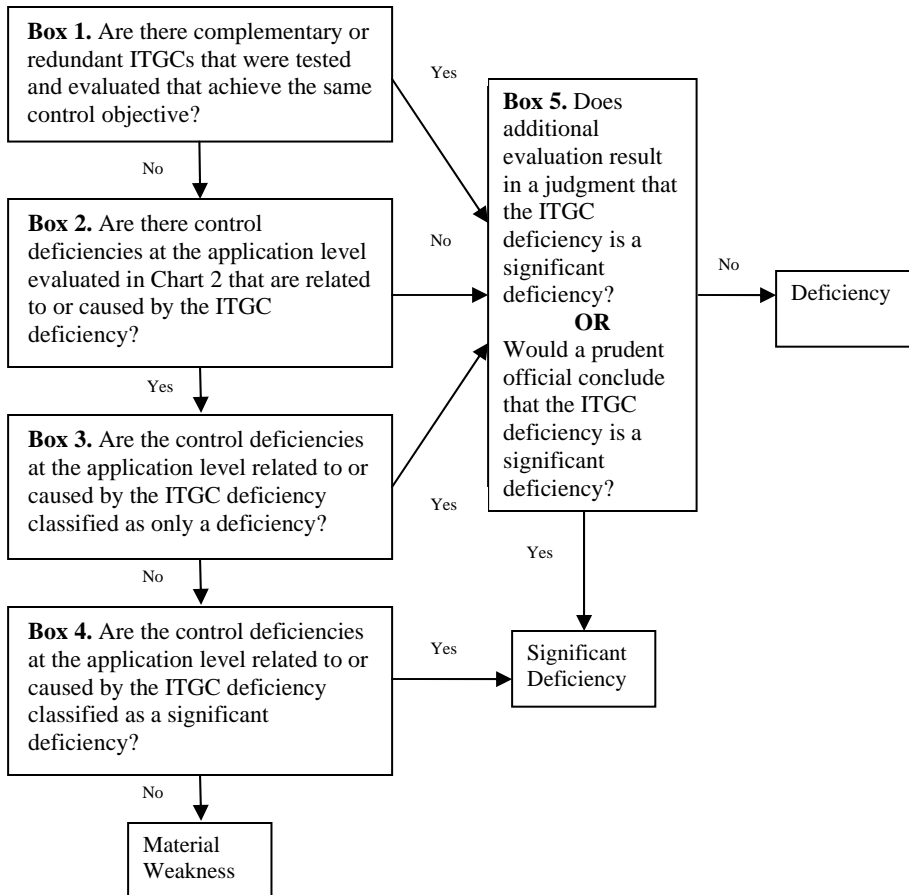 Box 1. Are there complementary or
redundant ITGCs that were tested
and evaluated that achieve the same
control objective?
Yes
No
Box 2. Are there control
deficiencies at the application level
evaluated in Chart 2 that are related
to or caused by the ITGC
deficiency?
No
Yes
Box 3. Are the control deficiencies
at the application level related to or
caused by the ITGC deficiency
classified as only a deficiency?
Yes
No
Box 4. Are the control deficiencies
at the application level related to or
caused by the ITGC deficiency
classified as a significant
deficiency?
Yes
No
Material
Weakness
Box 5. Does
additional
evaluation result
in a judgment that
the ITGC
deficiency is a
significant
deficiency?
OR
Would a prudent
official conclude
that the ITGC
deficiency is a
significant
deficiency?
No
Deficiency
Yes
Significant
Deficiency